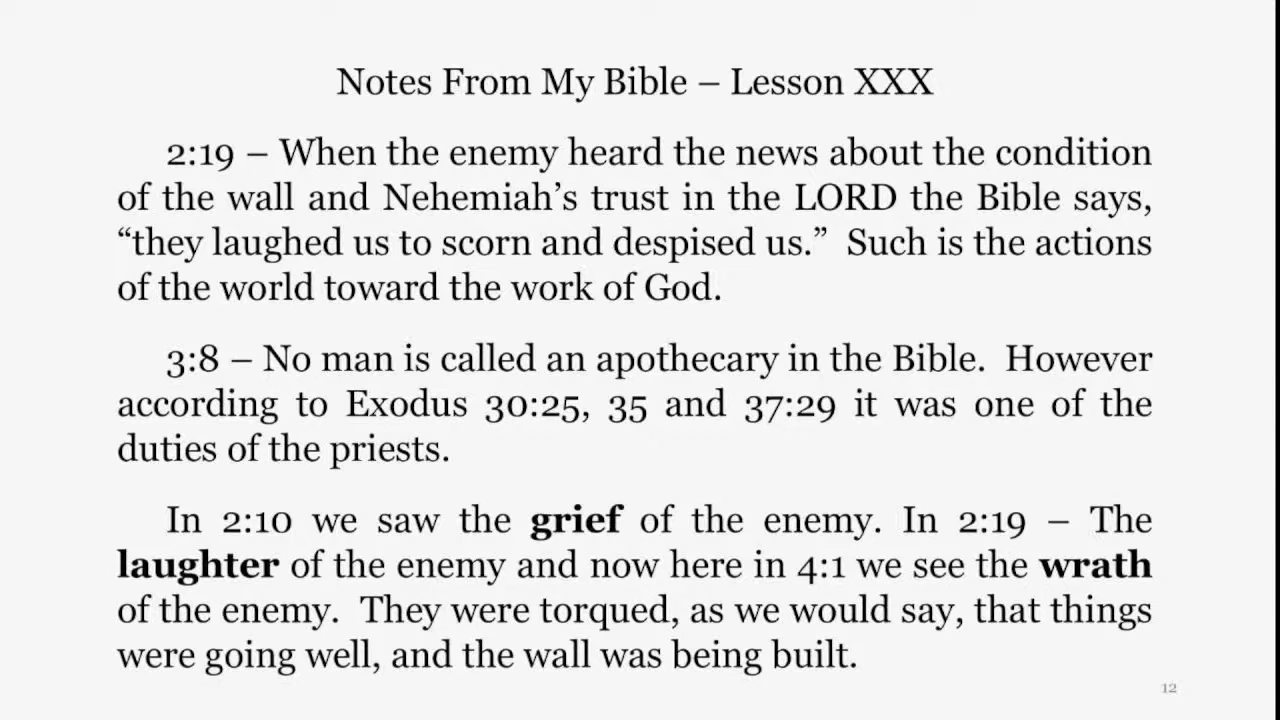 Notes From My Bible – Lesson XXX
2:19 – When the enemy heard the news about the condition
of the wall and Nehemiah’s trust in the LORD the Bible says,
“they laughed us to scorn and despised us.”  Such is the actions
of the world toward the work of God.
3:8 – No man is called an apothecary in the Bible.  However
according to Exodus 30:25, 35 and 37:29 it was one of the
duties of the priests.
In 2:10 we saw the grief of the enemy. In 2:19 – The
laughter of the enemy and now here in 4:1 we see the wrath
of the enemy.  They were torqued, as we would say, that things
were going well, and the wall was being built.
12